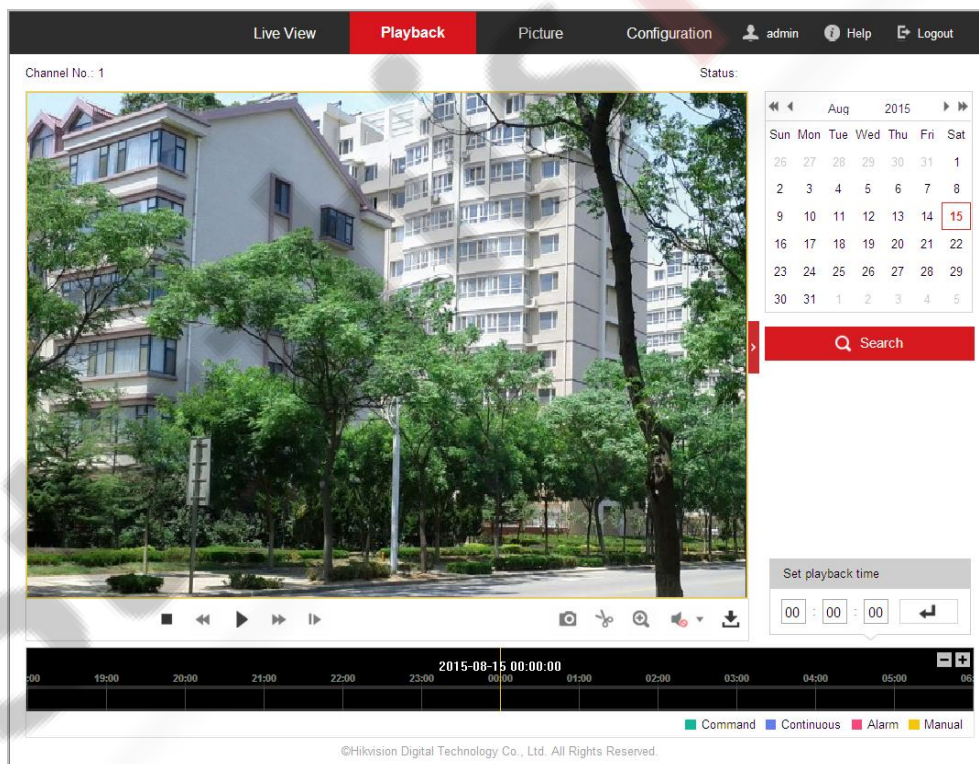 Live View Playback Picture Configuration admin Help Logout
Channel No.: 1 Status:
Aug 2015
Sun Mon Tue Wed Thu Fri Sat
26 27 28 29 30 31 1
2 3 4 5 6 7 8
9 10 11 12 13 14 15
16 17 18 19 20 21 22
23 24 25 26 27 28 29
30 31 1 2 3 4 5
Search
Set playback time
00 : 00 : 00
2015-08-15 00:00:00
:00 19:00 20:00 21:00 22:00 23:00 00:00 01:00 02:00 03:00 04:00 05:00 06:
Command Continuous Alarm Manual
©Hikvision Digital Technology Co., Ltd. All Rights Reserved.